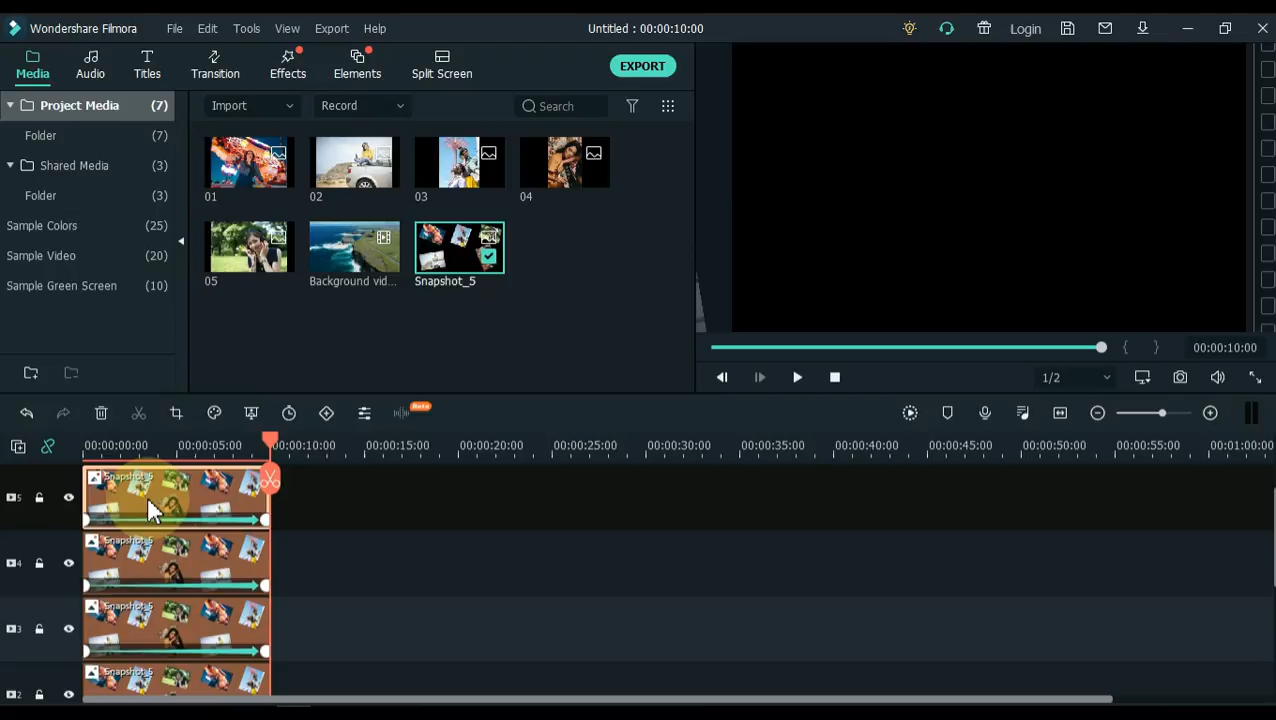 Wondershare Filmora File Edit Tools View Export Help Untitled : 00:00:10:00 Login
Media Audio Titles Transition Effects Elements Split Screen EXPORT
Project Media (7) Import Record Search
Folder (7)
Shared Media (3)
Folder (3)
Sample Colors (25)
Sample Video (20)
Sample Green Screen (10)
01 02 03 04
05 Background vid... Snapshot_5
00:00:10:00
1/2
Beta
00:00:00:00 00:00:05:00 00:00:10:00 00:00:15:00 00:00:20:00 00:00:25:00 00:00:30:00 00:00:35:00 00:00:40:00 00:00:45:00 00:00:50:00 00:00:55:00 00:01:00:00
Snapshot_5
5
Snapshot_5
4
Snapshot_5
3
Snapshot_5
2